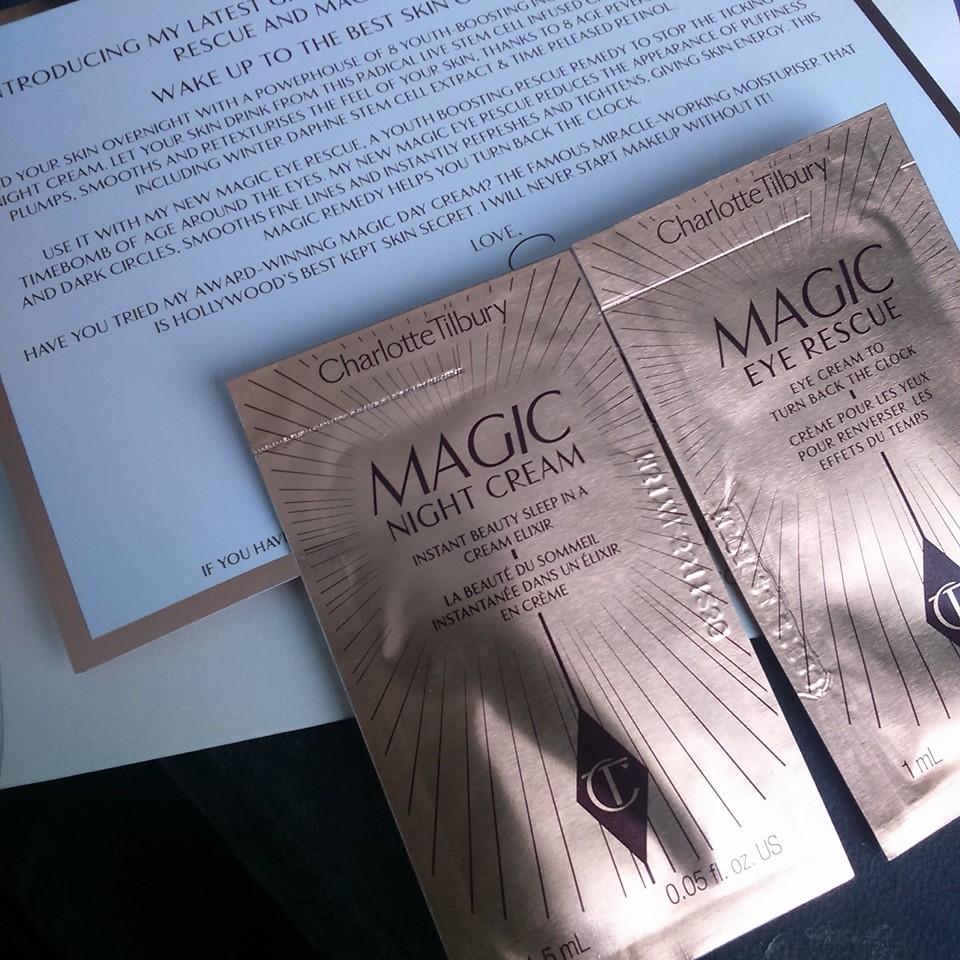 NTRODUCING MY LATEST
RESCUE AND MAG
WAKE UP TO THE BEST SKIN O
D YOUR SKIN OVERNIGHT WITH A POWERHOUSE OF 8 YOUTH BOOSTING IN
NIGHT CREAM. LET YOUR SKIN DRINK FROM THIS RADICAL LIVE STEM CELL INFUSED
PLUMPS, SMOOTHS AND RETEXTURISES THE FEEL OF YOUR SKIN, THANKS TO 8 AGE REVER
INCLUDING WINTER DAPHNE STEM CELL EXTRACT & TIME RELEASED RETINOL.
USE IT WITH MY NEW MAGIC EYE RESCUE, A YOUTH BOOSTING RESCUE REMEDY TO STOP THE TICKIN
TIMEBOMB OF AGE AROUND THE EYES. MY NEW MAGIC EYE RESCUE REDUCES THE APPEARANCE OF PUFFINESS
AND DARK CIRCLES, SMOOTHS FINE LINES AND INSTANTLY REFRESHES AND TIGHTENS, GIVING SKIN ENERGY. THIS
MAGIC REMEDY HELPS YOU TURN BACK THE CLOCK.
HAVE YOU TRIED MY AWARD-WINNING MAGIC DAY CREAM? THE FAMOUS MIRACLE-WORKING MOISTURISER THAT
IS HOLLYWOOD'S BEST KEPT SKIN SECRET. I WILL NEVER START MAKEUP WITHOUT IT!
LOVE,
IF YOU HAV
Charlotte Tilbury
MAGIC
NIGHT CREAM
INSTANT BEAUTY SLEEP IN A
CREAM ELIXIR
LA BEAUTÉ DU SOMMEIL
INSTANTANÉE DANS UN ÉLIXIR
EN CRÈME
CT
0.05 fl. oz. US
.5 mL
Charlotte Tilbury
MAGIC
EYE RESCUE
EYE CREAM TO
TURN BACK THE CLOCK
CRÈME POUR LES YEUX
POUR RENVERSER LES
EFFETS DU TEMPS
1 mL